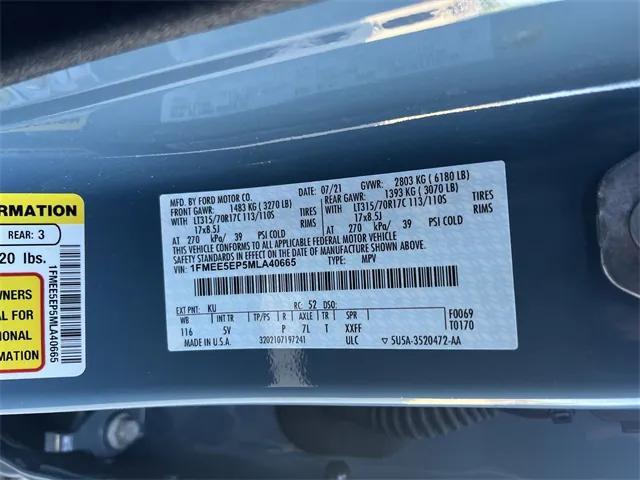 ORMATION
REAR: 3
20 lbs.
WNERS
AL FOR
IONAL
MATION
1FMEE5EP5MLA40665
MFD. BY FORD MOTOR CO.
07/21 GVWR: 2803 KG ( 6180 LB)
FRONT GAWR: 1483 KG ( 3270 LB)
REAR GAWR: 1393 KG ( 3070 LB)
WITH LT315/70R17C 113/110S TIRES
WITH LT315/70R17C 113/110S TIRES
17x8.5J RIMS
17x8.5J RIMS
AT 270 kPa/ 39 PSI COLD
AT 270 kPa/ 39 PSI COLD
THIS VEHICLE CONFORMS TO ALL APPLICABLE FEDERAL MOTOR VEHICLE
SAFETY STANDARDS IN EFFECT ON THE DATE OF MANUFACTURE SHOWN ABOVE.
VIN: 1FMEE5EP5MLA40665 TYPE: MPV
EXT PNT: KU RC: 52 DSO: F0069
WB INT TR TP/PS R AXLE TR T0170
116 5V P 7L T XXFF
MADE IN U.S.A. 3202107197241 ULC 5U5A-3520472-AA